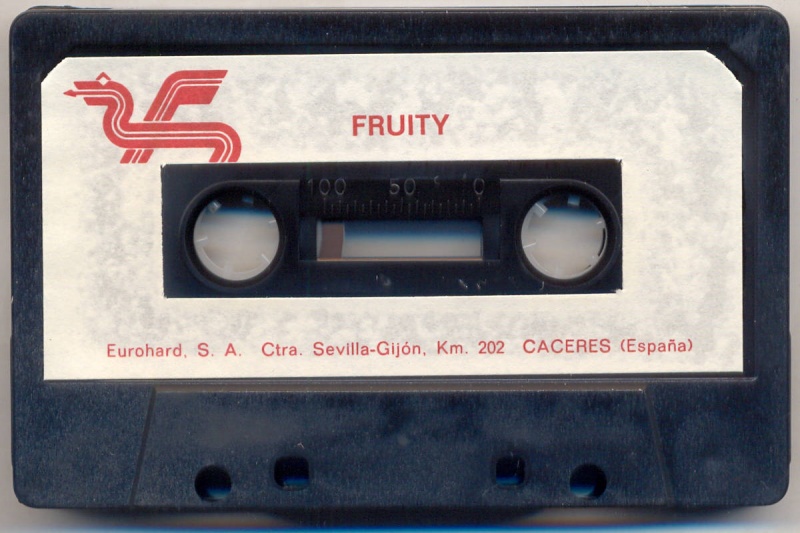 FRUITY
100 50 0
Eurohard, S. A. Ctra. Sevilla-Gijón, Km. 202 CACERES (España)